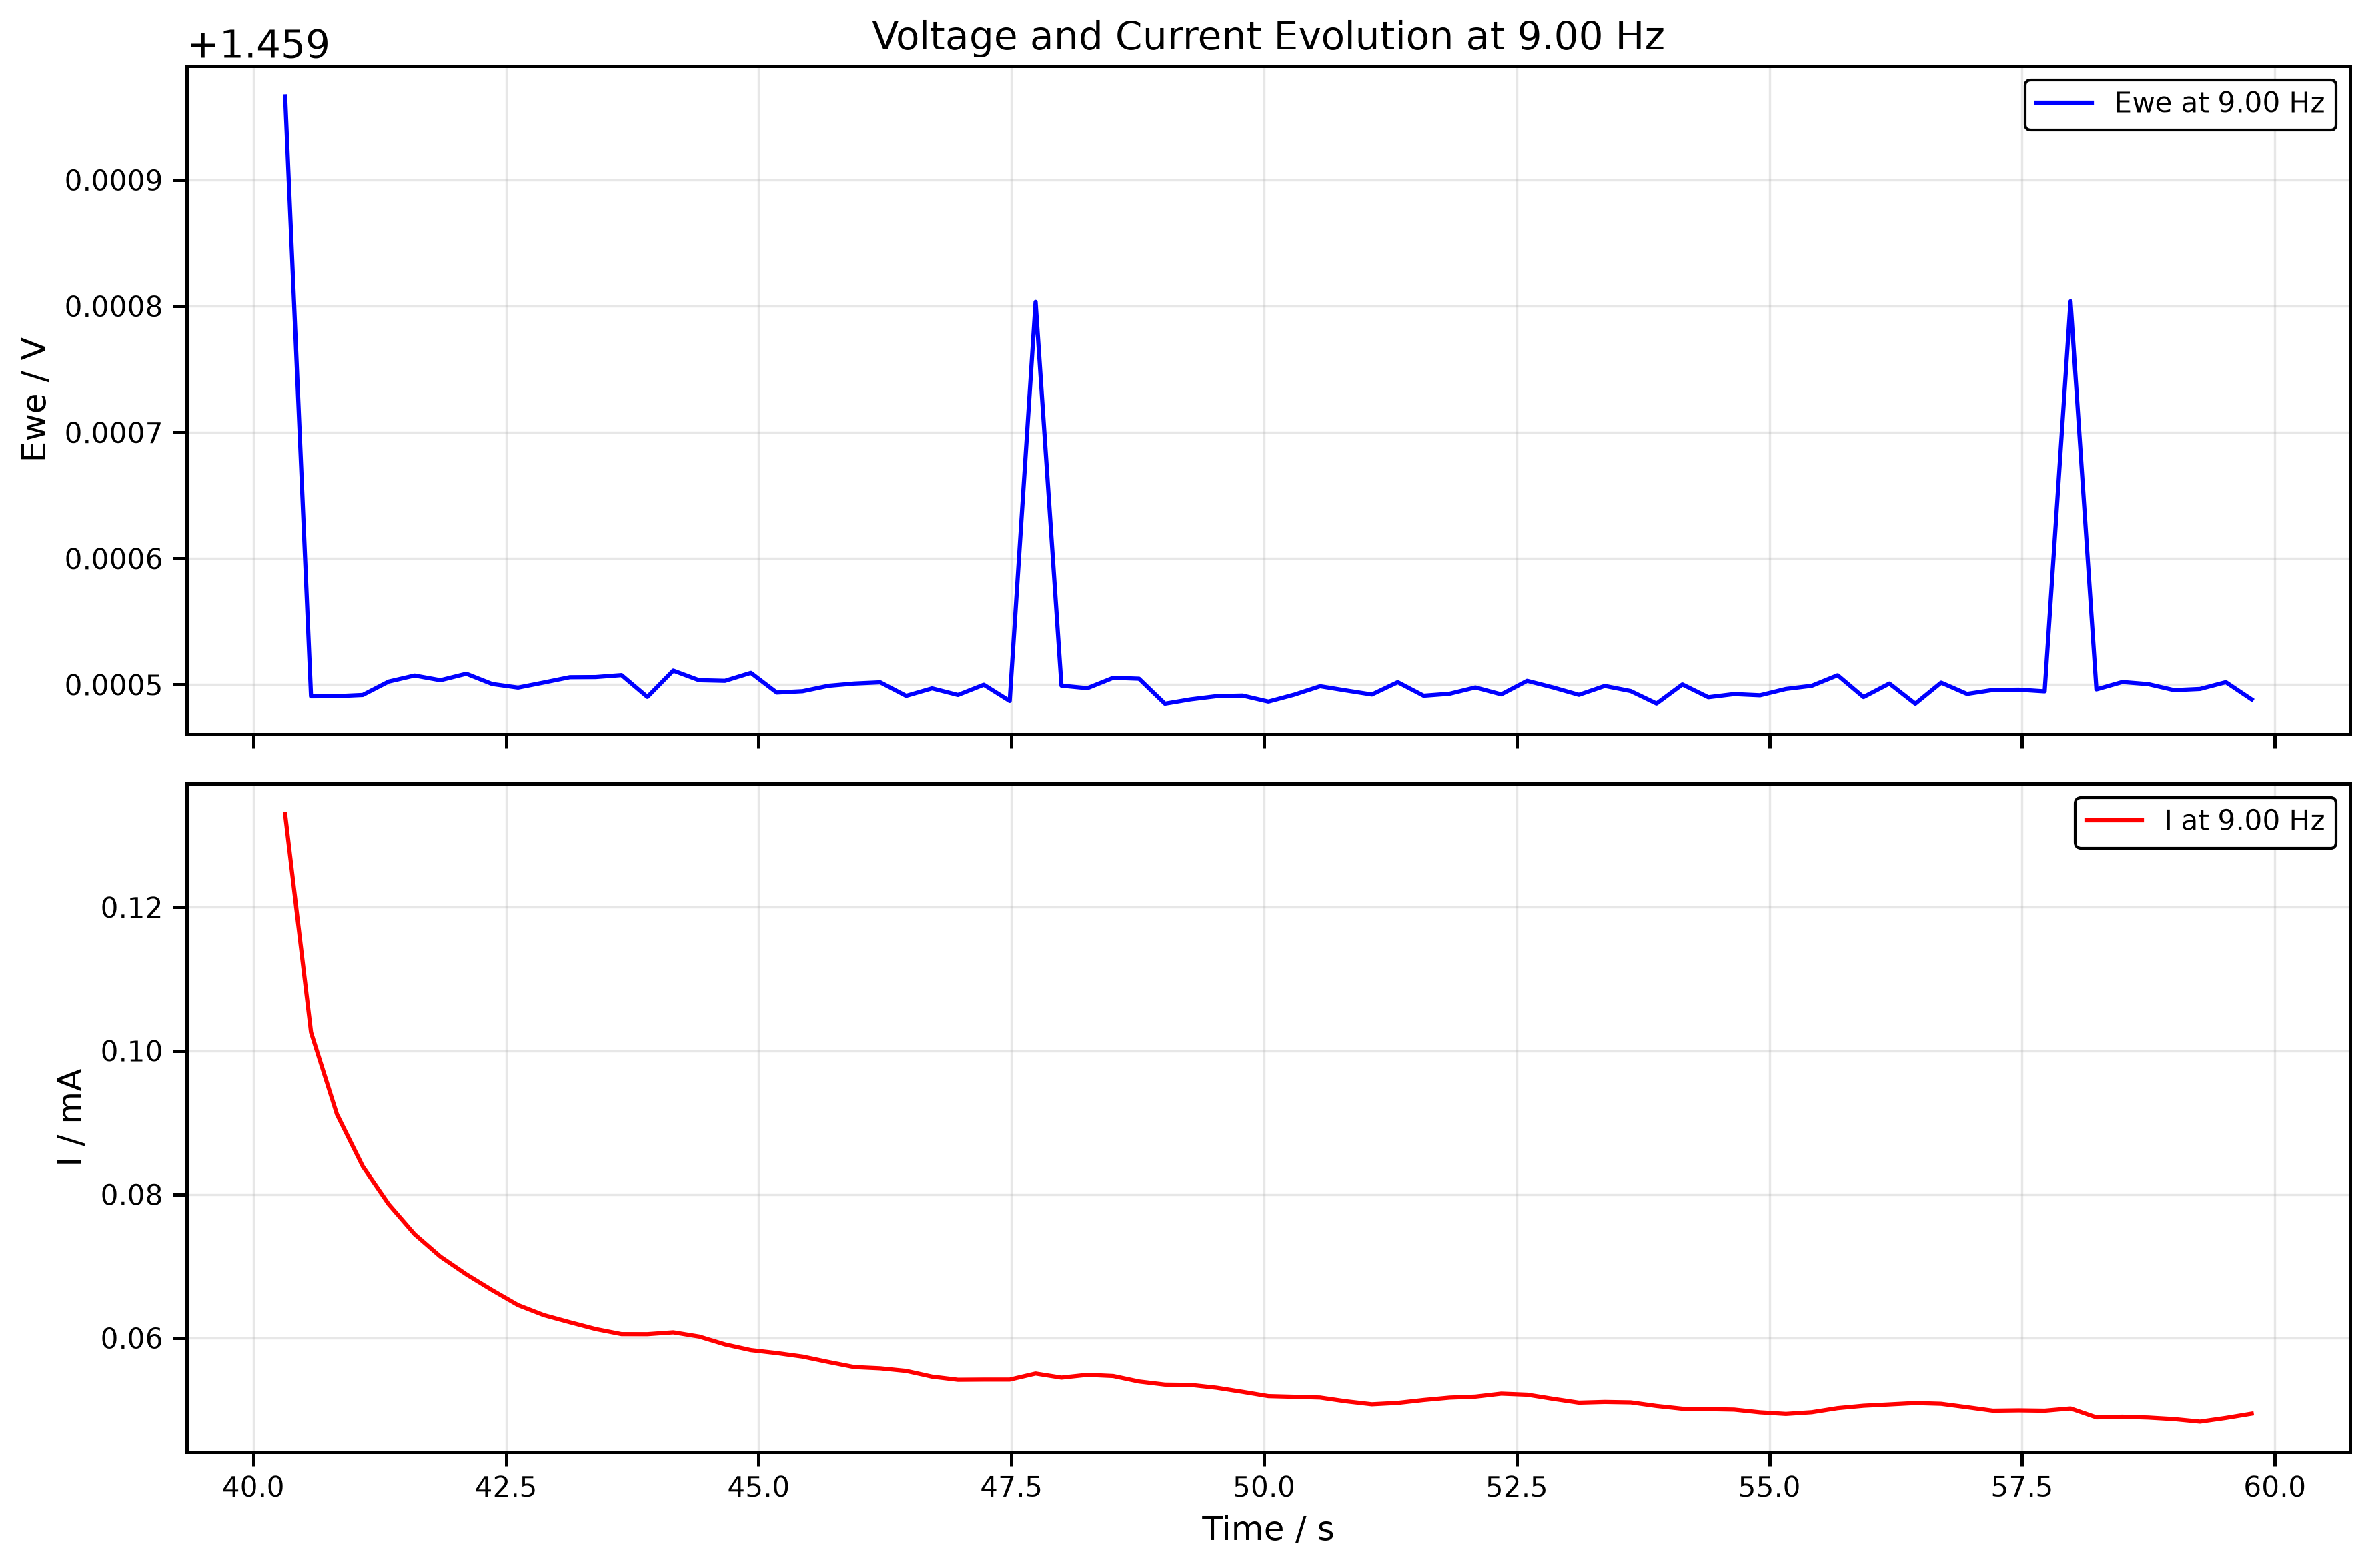 Voltage and Current Evolution at 9.00 Hz
+1.459
Ewe at 9.00 Hz
Ewe / V
0.0009
0.0008
0.0007
0.0006
0.0005
I at 9.00 Hz
I / mA
0.12
0.10
0.08
0.06
40.0 42.5 45.0 47.5 50.0 52.5 55.0 57.5 60.0
Time / s